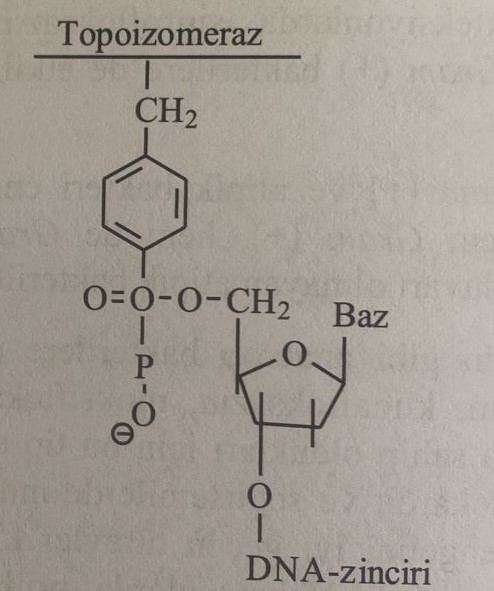 Topoizomeraz
CH₂
O=O-O-CH₂
Baz
O
P
O
⊖
O
DNA-zinciri